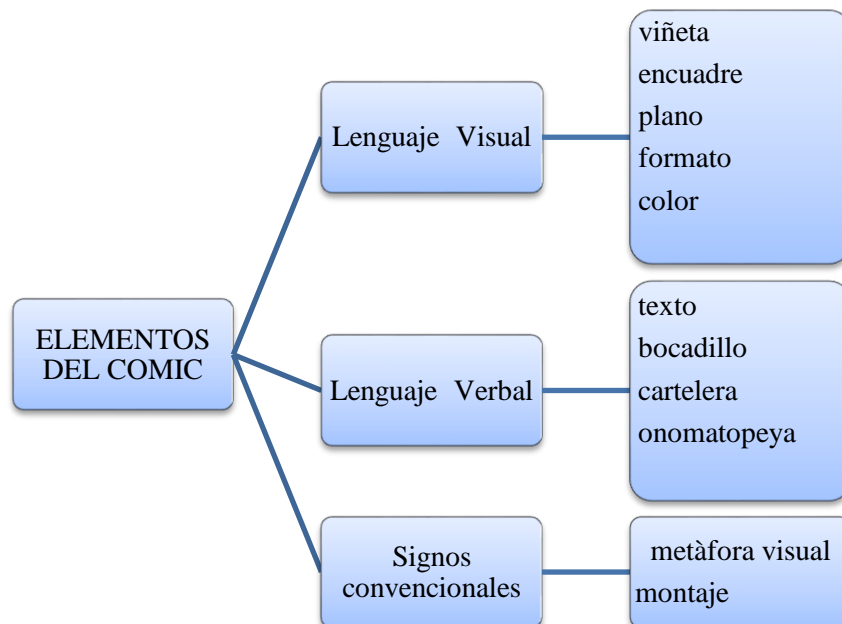 ELEMENTOS
DEL COMIC
Lenguaje Visual
viñeta
encuadre
plano
formato
color
Lenguaje Verbal
texto
bocadillo
cartelera
onomatopeya
Signos
convencionales
metàfora visual
montaje